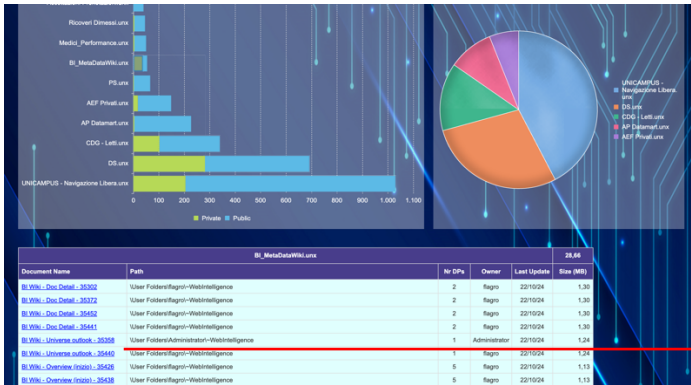 Ricoveri Dimessi.unx
Medici_Performance.unx
BI_MetaDataWiki.unx
PS.unx
AEF Privati.unx
AP Datamart.unx
CDG - Letti.unx
DS.unx
UNICAMPUS - Navigazione Libera.unx
0 100 200 300 400 500 600 700 800 900 1.000 1.100
Private Public
UNICAMPUS -
Navigazione Libera.
unx
DS.unx
CDG - Letti.unx
AP Datamart.unx
AEF Privati.unx
BI_MetaDataWiki.unx 28,66
Document Name Path Nr DPs Owner Last Update Size (MB)
BI Wiki - Doc Detail - 35302 \User Folders\flagro\~WebIntelligence 2 flagro 22/10/24 1,30
BI Wiki - Doc Detail - 35372 \User Folders\flagro\~WebIntelligence 2 flagro 22/10/24 1,30
BI Wiki - Doc Detail - 35452 \User Folders\flagro\~WebIntelligence 2 flagro 22/10/24 1,30
BI Wiki - Doc Detail - 35441 \User Folders\flagro\~WebIntelligence 2 flagro 22/10/24 1,30
BI Wiki - Universe outlook - 35358 \User Folders\Administrator\~WebIntelligence 1 Administrator 22/10/24 1,24
BI Wiki - Universe outlook - 35440 \User Folders\flagro\~WebIntelligence 1 flagro 22/10/24 1,24
BI Wiki - Overview (inizio) - 35426 \User Folders\flagro\~WebIntelligence 5 flagro 22/10/24 1,13
BI Wiki - Overview (inizio) - 35438 \User Folders\flagro\~WebIntelligence 5 flagro 22/10/24 1,13